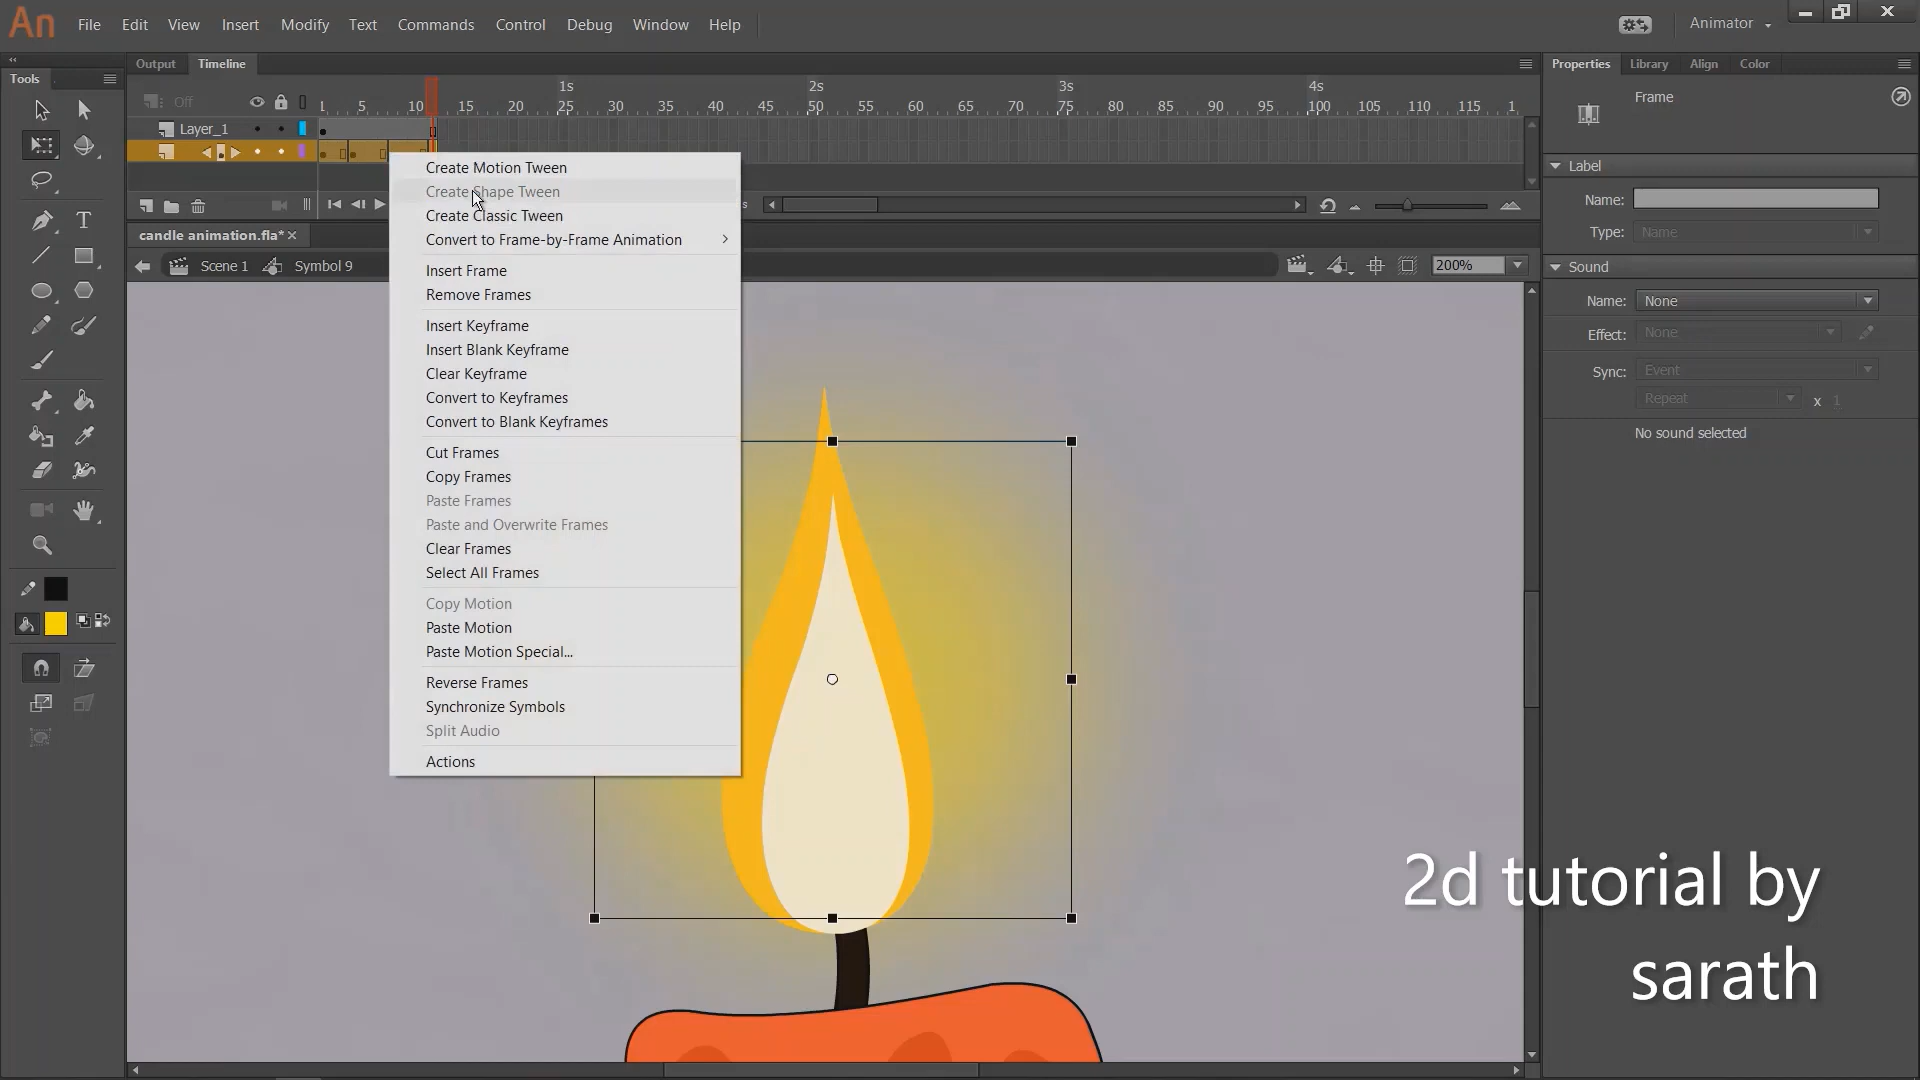 An File Edit View Insert Modify Text Commands Control Debug Window Help Animator
Tools
Output Timeline
Off 1s 2s 3s 4s
1 5 10 15 20 25 30 35 40 45 50 55 60 65 70 75 80 85 90 95 100 105 110 115 1
Layer_1
s
candle animation.fla* ×
Scene 1 Symbol 9 200%
Create Motion Tween
Create Shape Tween
Create Classic Tween
Convert to Frame-by-Frame Animation
Insert Frame
Remove Frames
Insert Keyframe
Insert Blank Keyframe
Clear Keyframe
Convert to Keyframes
Convert to Blank Keyframes
Cut Frames
Copy Frames
Paste Frames
Paste and Overwrite Frames
Clear Frames
Select All Frames
Copy Motion
Paste Motion
Paste Motion Special...
Reverse Frames
Synchronize Symbols
Split Audio
Actions
Properties Library Align Color
Frame
Label
Name:
Type: Name
Sound
Name: None
Effect: None
Sync: Event
Repeat x 1
No sound selected
2d tutorial by
sarath